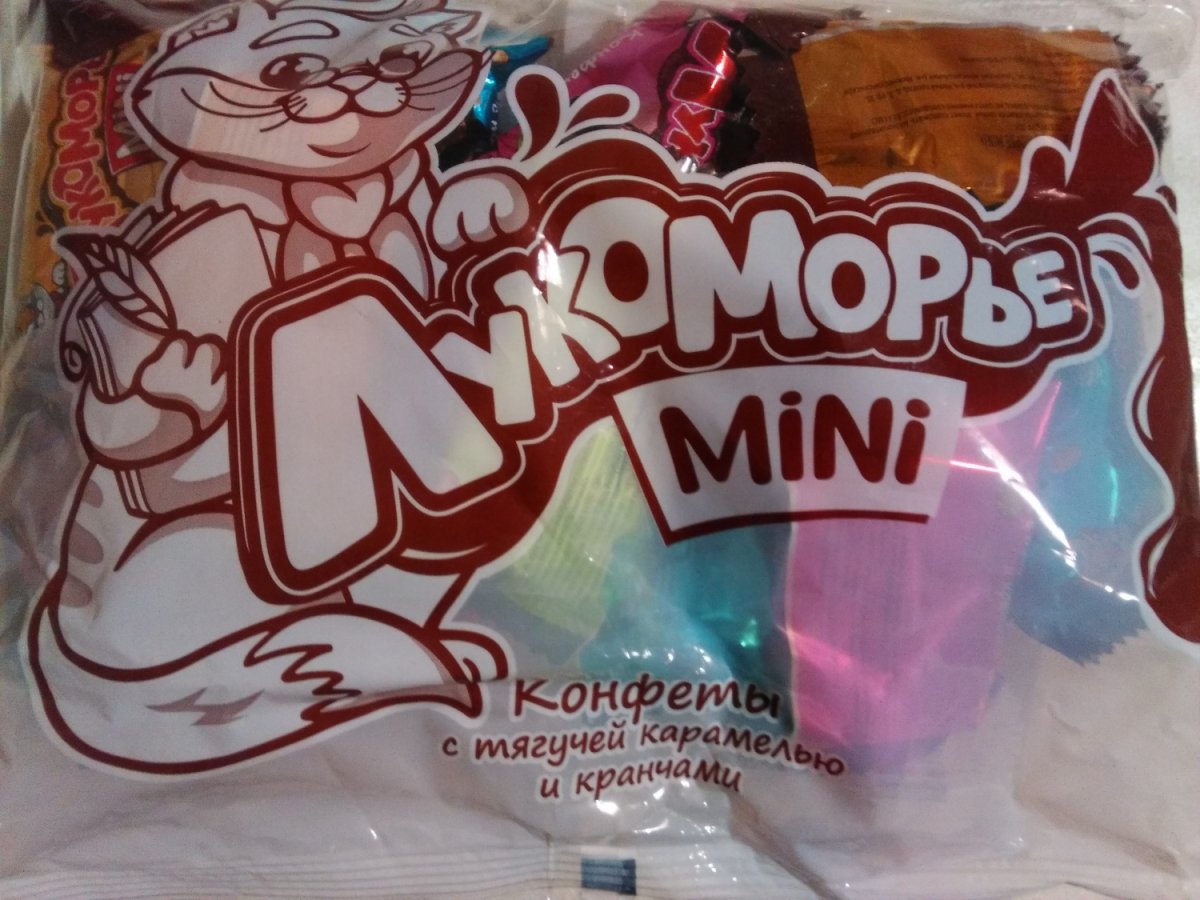 Лукоморье
MiNi
Конфеты
с тягучей карамелью
и кранчами